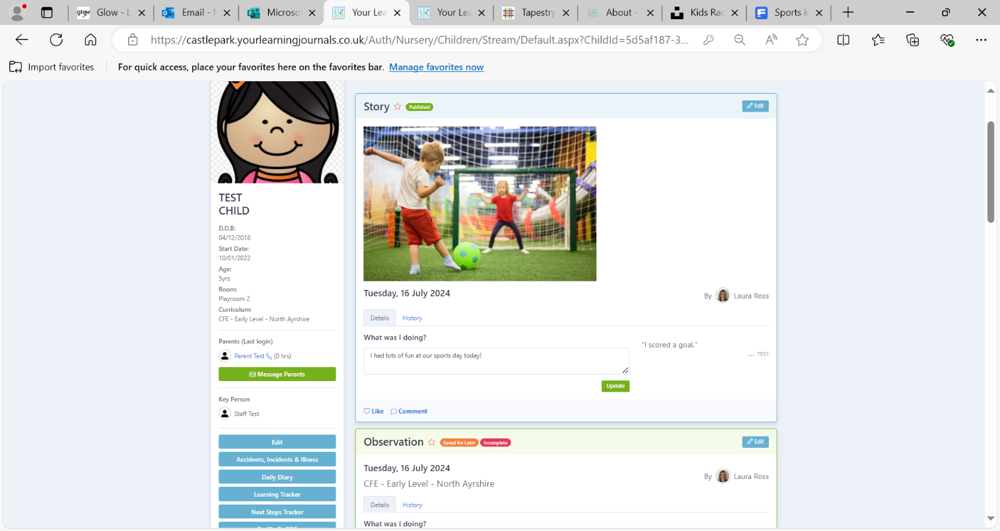 Glow - L
Email - 
Microso
Your Lea
Your Lea
Tapestry
About -
Kids Rac
Sports k
https://castlepark.yourlearningjournals.co.uk/Auth/Nursery/Children/Stream/Default.aspx?ChildId=5d5af187-3...
Import favorites
For quick access, place your favorites here on the favorites bar. Manage favorites now
TEST
CHILD
D.O.B:
04/12/2018
Start Date:
10/01/2022
Age:
5yrs
Room:
Playroom 2
Curriculum:
CFE - Early Level - North Ayrshire
Parents (Last login)
Parent Test (0 hrs)
Message Parents
Key Person
Staff Test
Edit
Accidents, Incidents & Illness
Daily Diary
Learning Tracker
Next Steps Tracker
Story Published Edit
Tuesday, 16 July 2024
By Laura Ross
Details History
What was I doing?
I had lots of fun at our sports day today!
"I scored a goal."
— TEST
Update
Like Comment
Observation Saved for Later Incomplete Edit
Tuesday, 16 July 2024
CFE - Early Level - North Ayrshire
By Laura Ross
Details History
What was I doing?